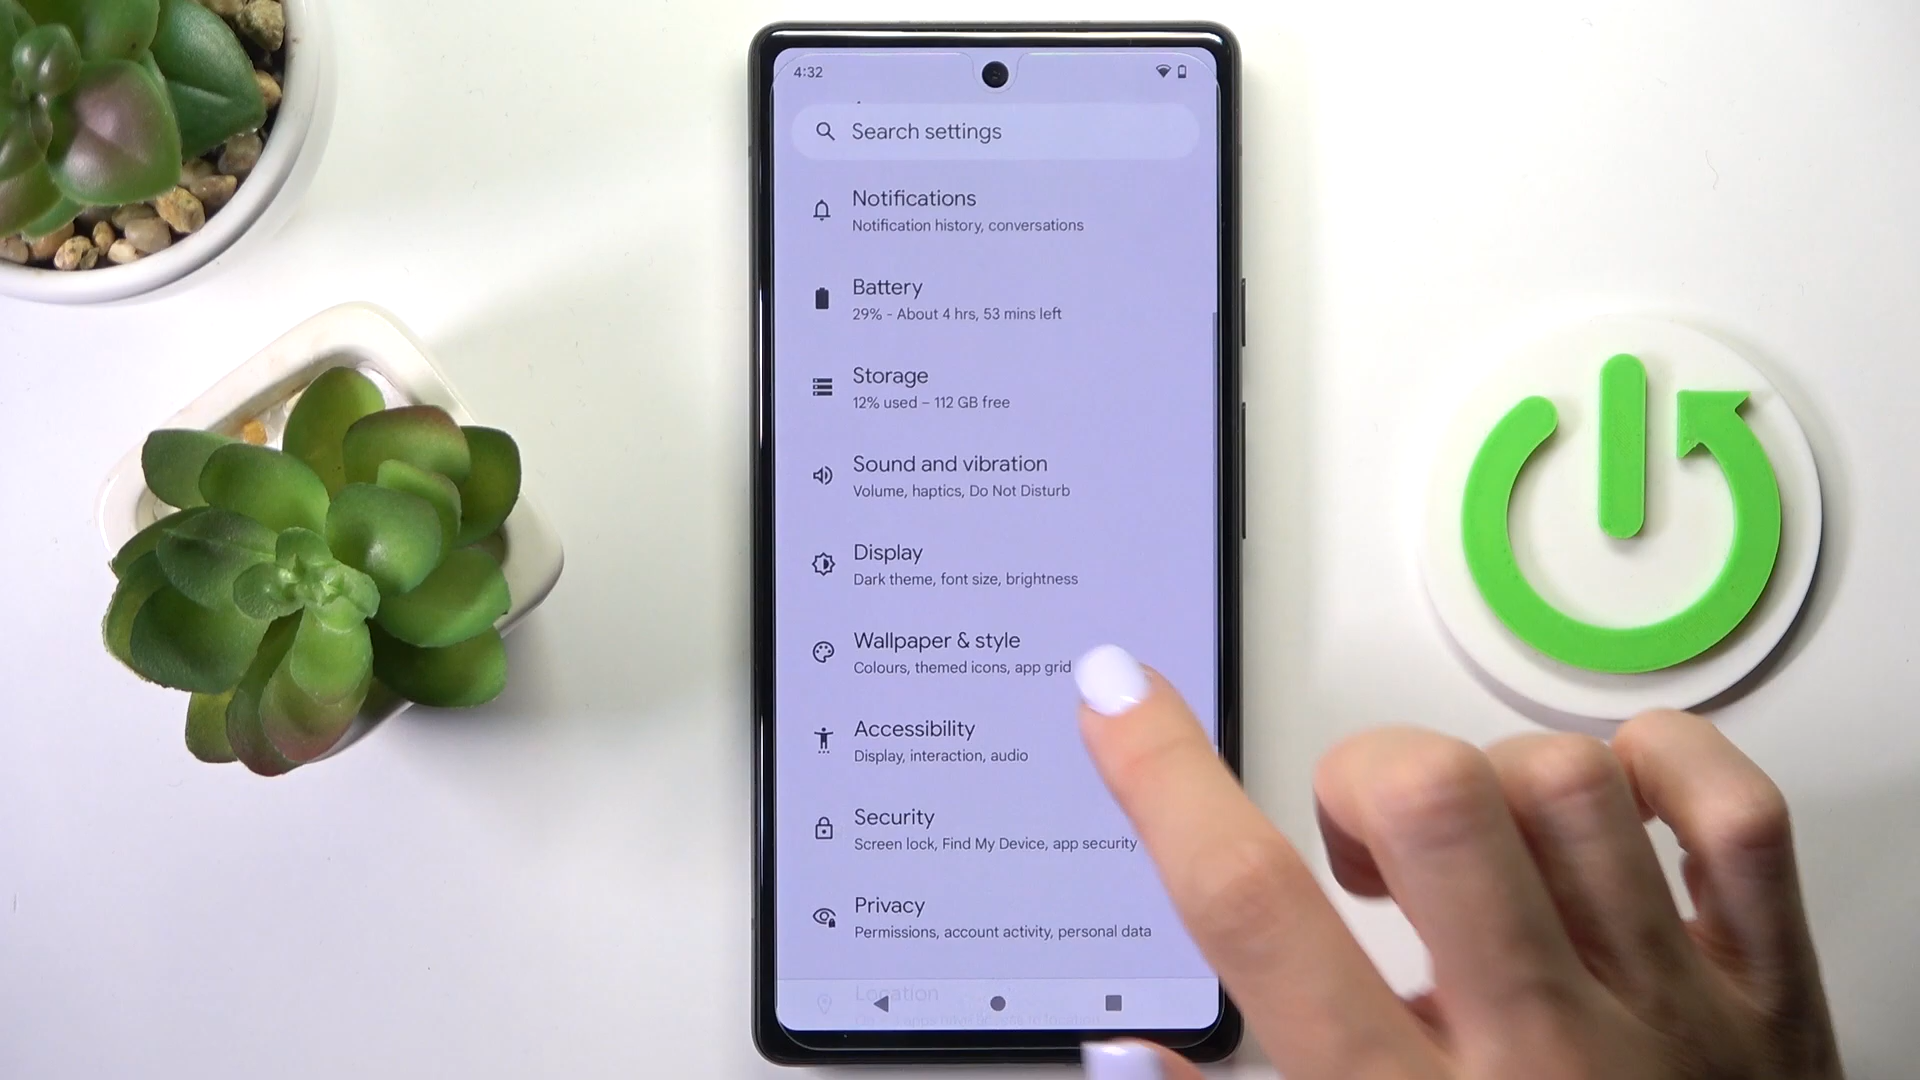 4:32
Search settings
Notifications
Notification history, conversations
Battery
29% - About 4 hrs, 53 mins left
Storage
12% used – 112 GB free
Sound and vibration
Volume, haptics, Do Not Disturb
Display
Dark theme, font size, brightness
Wallpaper & style
Colours, themed icons, app grid
Accessibility
Display, interaction, audio
Security
Screen lock, Find My Device, app security
Privacy
Permissions, account activity, personal data
Location